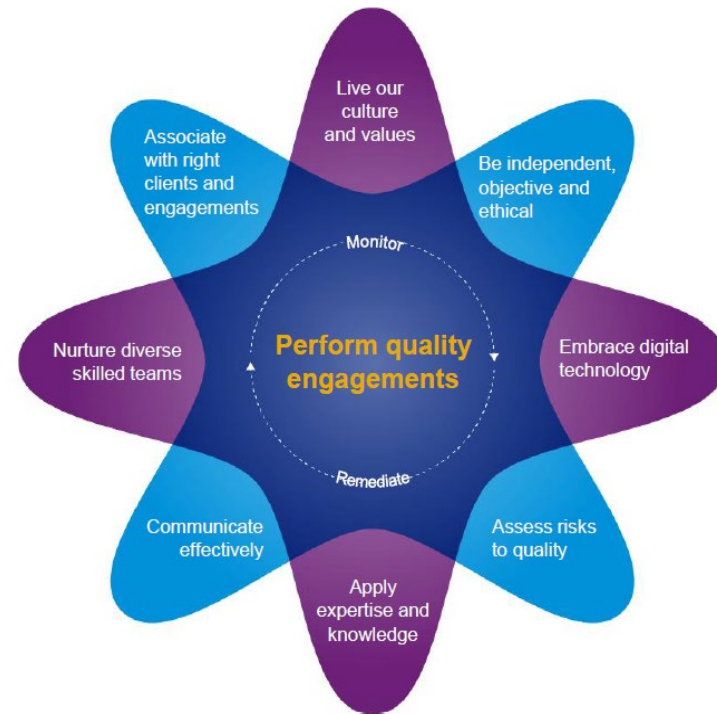 Live our
culture
and values
Be independent,
objective and
ethical
Embrace digital
technology
Assess risks
to quality
Apply
expertise and
knowledge
Communicate
effectively
Nurture diverse
skilled teams
Associate
with right
clients and
engagements
Monitor
Perform quality
engagements
Remediate